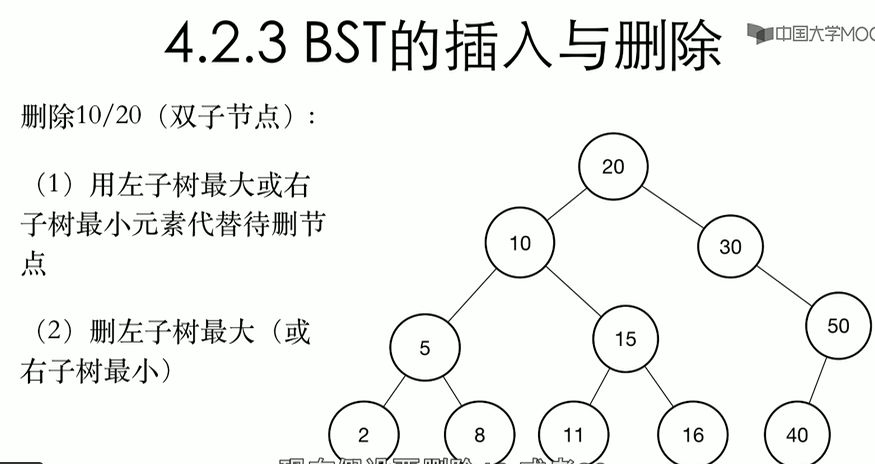 4.2.3 BST的插入与删除
中国大学MOO
删除10/20（双子节点）:
（1）用左子树最大或右
子树最小元素代替待删节
点
（2）删左子树最大（或
右子树最小）
20
10
30
5
15
50
2
8
11
16
40